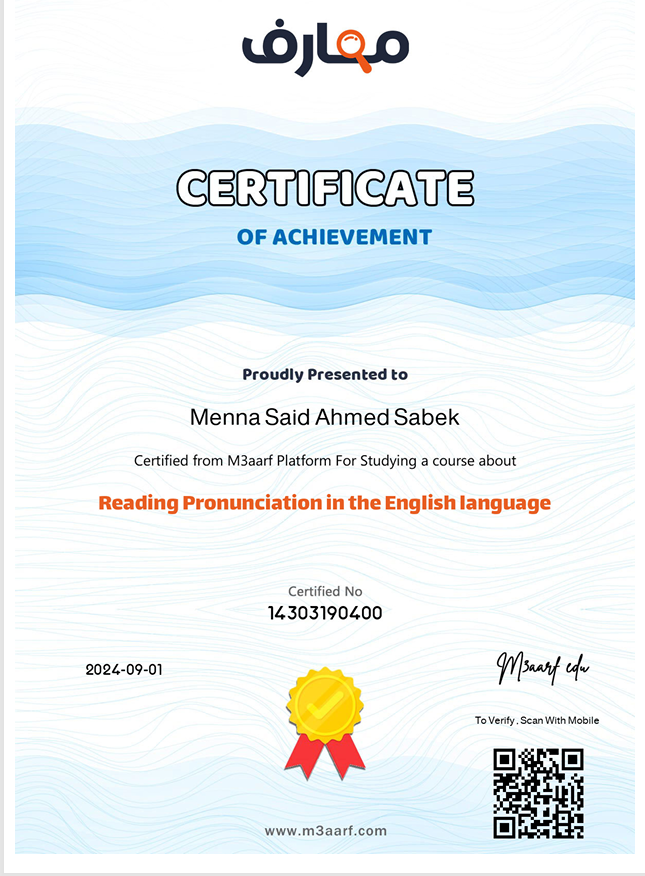 معارف
CERTIFICATE
OF ACHIEVEMENT
Proudly Presented to
Menna Said Ahmed Sabek
Certified from M3aarf Platform For Studying a course about
Reading Pronunciation in the English language
Certified No
14303190400
2024-09-01
M3aarf edu
To Verify , Scan With Mobile
www.m3aarf.com